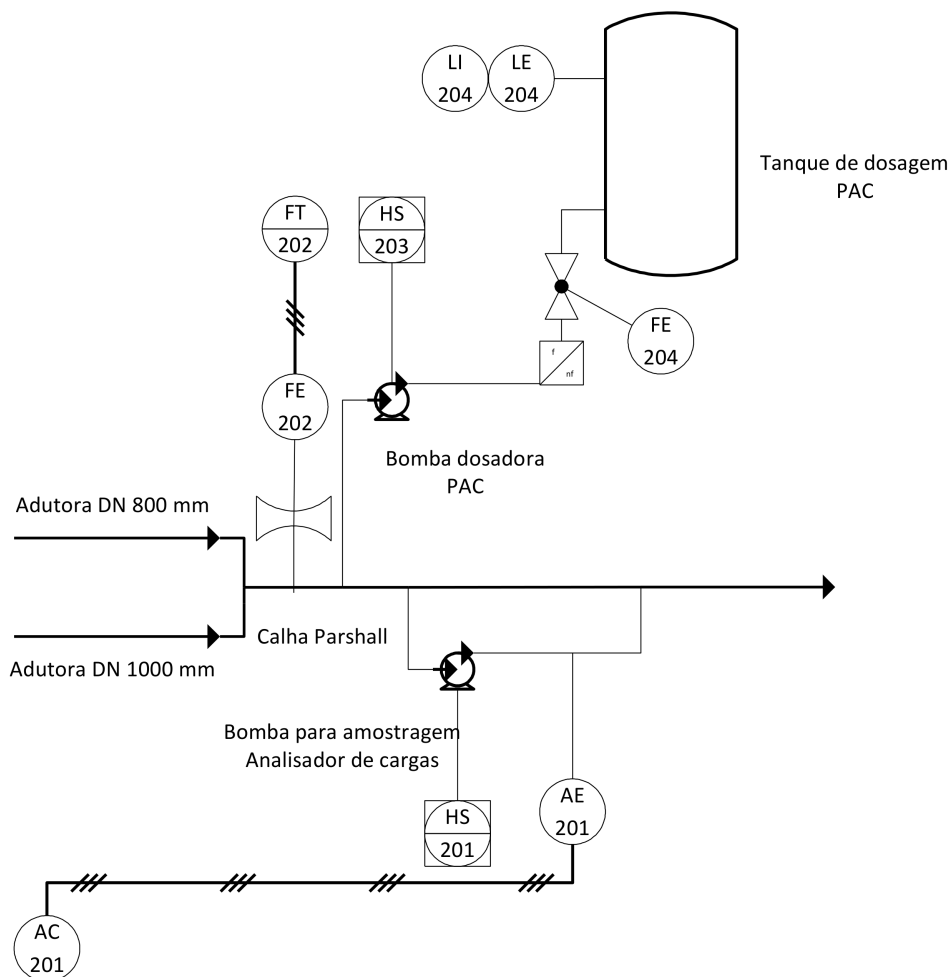 LI
204
LE
204
Tanque de dosagem
PAC
FT
202
HS
203
FE
204
f
nf
FE
202
Bomba dosadora
PAC
Adutora DN 800 mm
Calha Parshall
Adutora DN 1000 mm
Bomba para amostragem
Analisador de cargas
HS
201
AE
201
AC
201